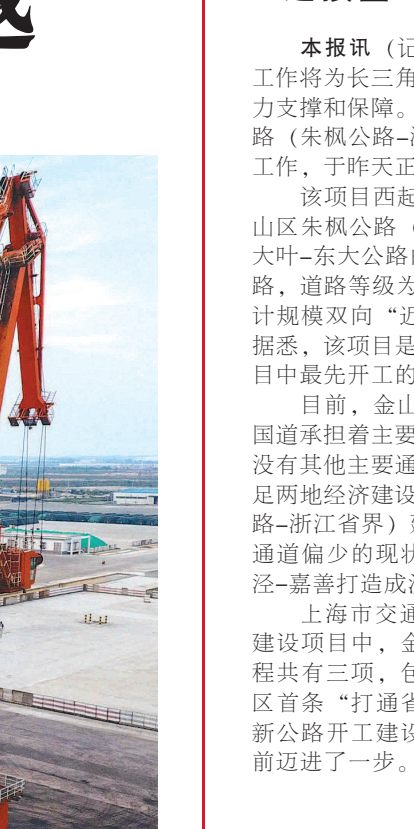 本报讯（记
工作将为长三角
力支撑和保障。
路（朱枫公路–
工作，于昨天正
该项目西起
山区朱枫公路（
大叶–东大公路
路，道路等级为
计规模双向“近
据悉，该项目是
目中最先开工的
目前，金山
国道承担着主要
没有其他主要通
足两地经济建设
路–浙江省界）
通道偏少的现状
泾–嘉善打造成
上海市交通
建设项目中，金
程共有三项，包
区首条“打通省
新公路开工建设
前迈进了一步。